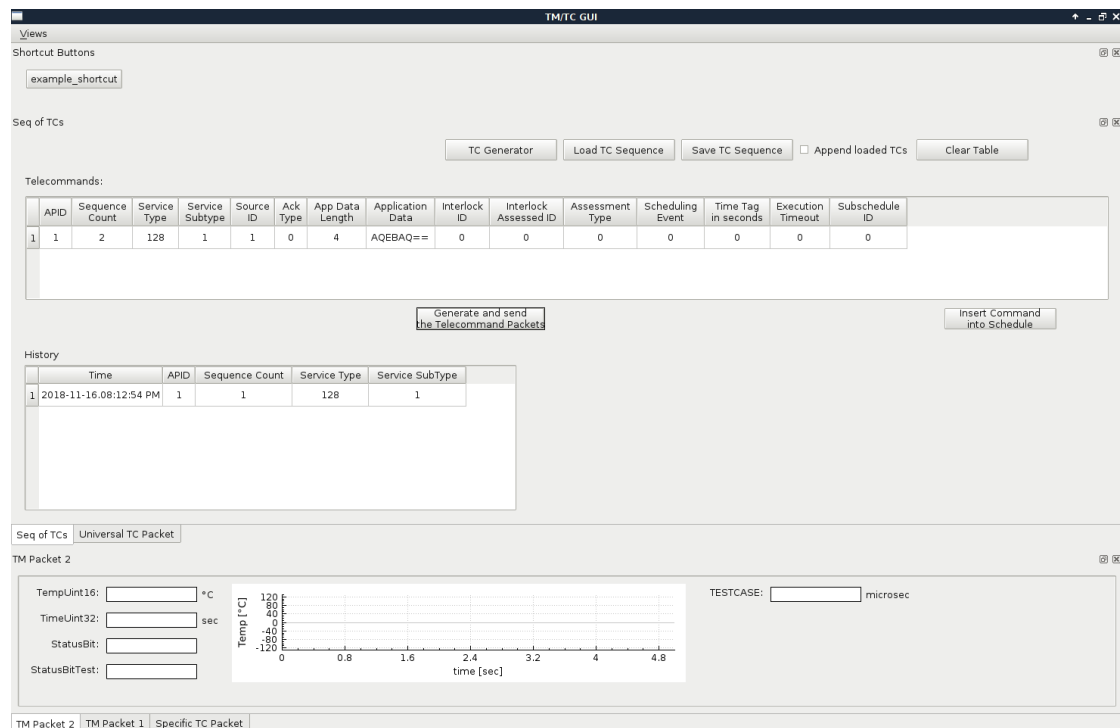 TM/TC GUI
Views
Shortcut Buttons
example_shortcut
Seq of TCs
TC Generator Load TC Sequence Save TC Sequence Append loaded TCs Clear Table
Telecommands:
APID Sequence Count Service Type Service Subtype Source ID Ack Type App Data Length Application Data Interlock ID Interlock Assessed ID Assessment Type Scheduling Event Time Tag in seconds Execution Timeout Subschedule ID
1 1 2 128 1 1 0 4 AQEBAQ== 0 0 0 0 0 0 0
Generate and send
the Telecommand Packets
Insert Command
into Schedule
History
Time APID Sequence Count Service Type Service SubType
1 2018-11-16.08:12:54 PM 1 1 128 1
Seq of TCs Universal TC Packet
TM Packet 2
TempUint16: °C
TimeUint32: sec
StatusBit:
StatusBitTest:
Temp [°C]
120
80
40
0
-40
-80
-120
0 0.8 1.6 2.4 3.2 4 4.8
time [sec]
TESTCASE: microsec
TM Packet 2 TM Packet 1 Specific TC Packet